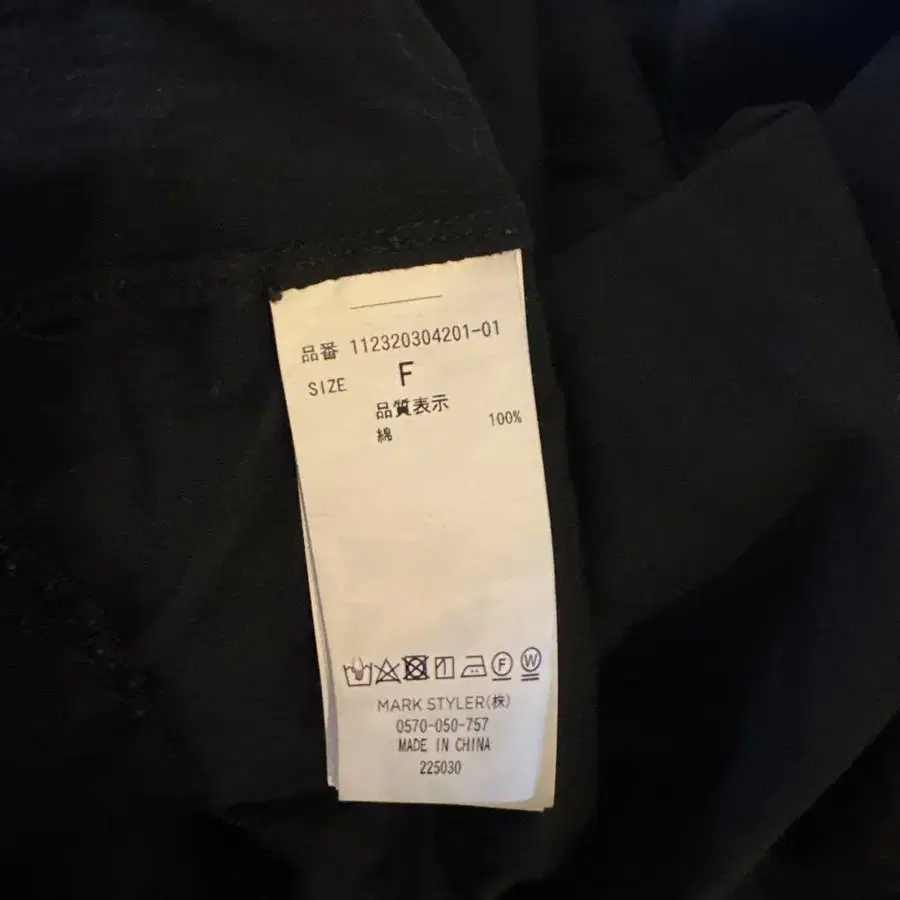 品番 112320304201-01
SIZE F
品質表示
綿 100%
F W
MARK STYLER(株)
0570-050-757
MADE IN CHINA
225030